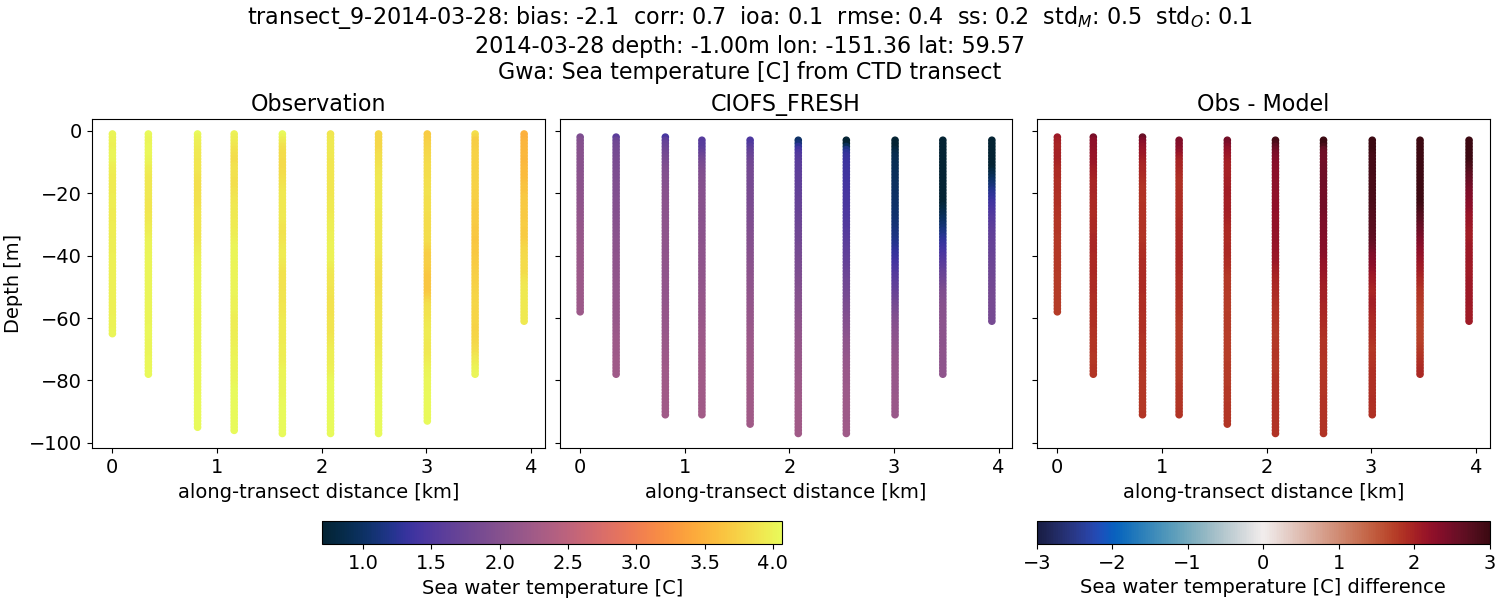 transect_9-2014-03-28: bias: -2.1  corr: 0.7  ioa: 0.1  rmse: 0.4  ss: 0.2  std_M: 0.5  std_O: 0.1
2014-03-28 depth: -1.00m lon: -151.36 lat: 59.57
Gwa: Sea temperature [C] from CTD transect
Observation
CIOFS_FRESH
Obs - Model
Depth [m]
0
−20
−40
−60
−80
−100
0 1 2 3 4
0 1 2 3 4
0 1 2 3 4
along-transect distance [km]
along-transect distance [km]
along-transect distance [km]
1.0 1.5 2.0 2.5 3.0 3.5 4.0
Sea water temperature [C]
−3 −2 −1 0 1 2 3
Sea water temperature [C] difference